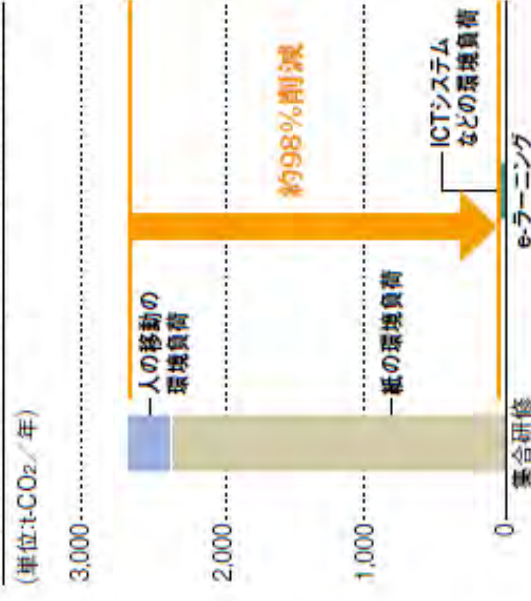 (単位:t-CO₂／年)
3,000
2,000
1,000
0
人の移動の
環境負荷
紙の環境負荷
約98%削減
ICTシステム
などの環境負荷
集合研修
e-ラーニング